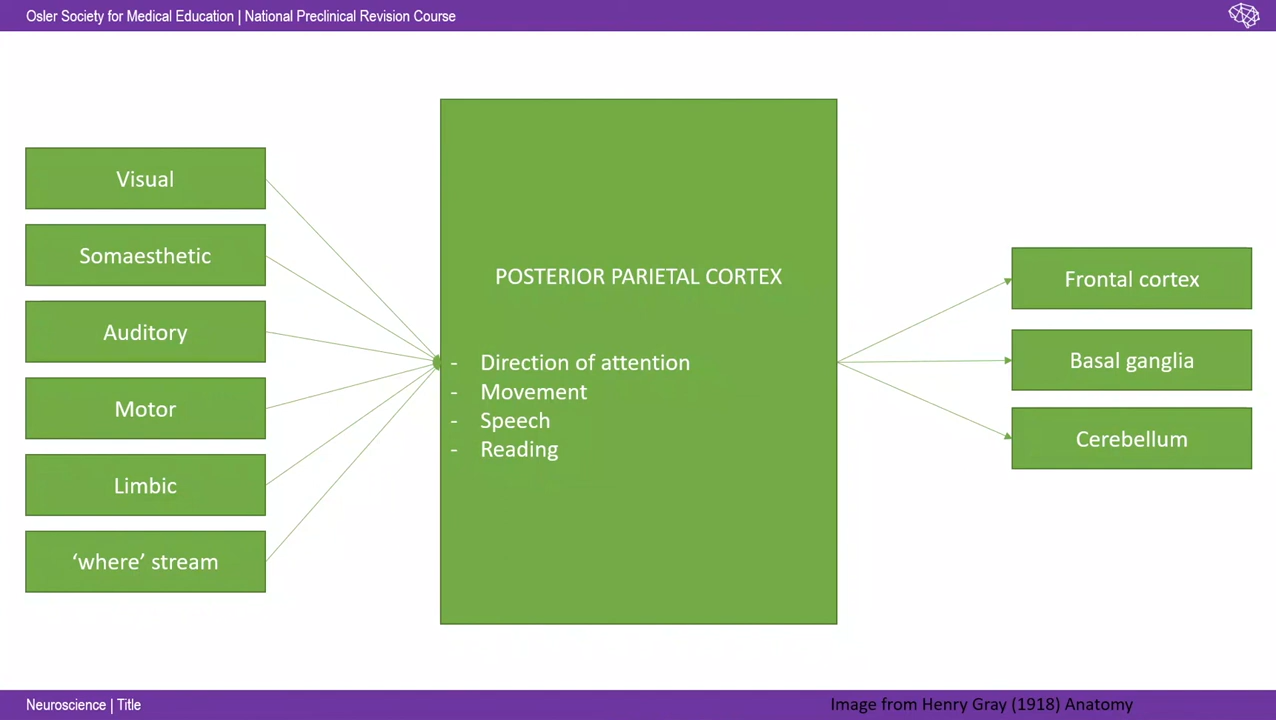 Osler Society for Medical Education | National Preclinical Revision Course
Visual
Somaesthetic
Auditory
Motor
Limbic
‘where’ stream
POSTERIOR PARIETAL CORTEX
- Direction of attention
- Movement
- Speech
- Reading
Frontal cortex
Basal ganglia
Cerebellum
Neuroscience | Title
Image from Henry Gray (1918) Anatomy